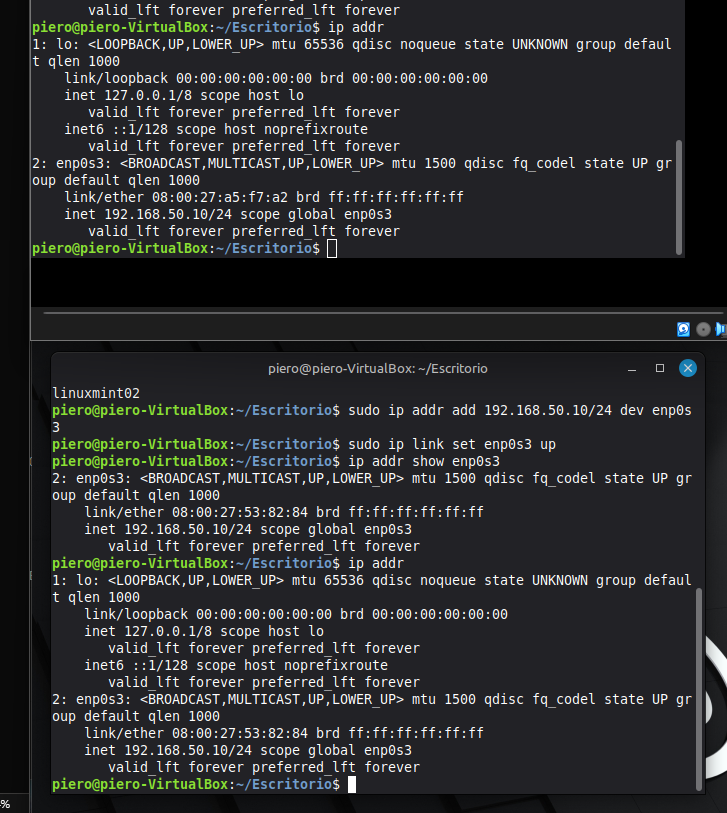 valid_lft forever preferred_lft forever
piero@piero-VirtualBox:~/Escritorio$ ip addr
1: lo: <LOOPBACK,UP,LOWER_UP> mtu 65536 qdisc noqueue state UNKNOWN group defaul
t qlen 1000
link/loopback 00:00:00:00:00:00 brd 00:00:00:00:00:00
inet 127.0.0.1/8 scope host lo
valid_lft forever preferred_lft forever
inet6 ::1/128 scope host noprefixroute
valid_lft forever preferred_lft forever
2: enp0s3: <BROADCAST,MULTICAST,UP,LOWER_UP> mtu 1500 qdisc fq_codel state UP gr
oup default qlen 1000
link/ether 08:00:27:a5:f7:a2 brd ff:ff:ff:ff:ff:ff
inet 192.168.50.10/24 scope global enp0s3
valid_lft forever preferred_lft forever
piero@piero-VirtualBox:~/Escritorio$
piero@piero-VirtualBox: ~/Escritorio
linuxmint02
piero@piero-VirtualBox:~/Escritorio$ sudo ip addr add 192.168.50.10/24 dev enp0s
3
piero@piero-VirtualBox:~/Escritorio$ sudo ip link set enp0s3 up
piero@piero-VirtualBox:~/Escritorio$ ip addr show enp0s3
2: enp0s3: <BROADCAST,MULTICAST,UP,LOWER_UP> mtu 1500 qdisc fq_codel state UP gr
oup default qlen 1000
link/ether 08:00:27:53:82:84 brd ff:ff:ff:ff:ff:ff
inet 192.168.50.10/24 scope global enp0s3
valid_lft forever preferred_lft forever
piero@piero-VirtualBox:~/Escritorio$ ip addr
1: lo: <LOOPBACK,UP,LOWER_UP> mtu 65536 qdisc noqueue state UNKNOWN group defaul
t qlen 1000
link/loopback 00:00:00:00:00:00 brd 00:00:00:00:00:00
inet 127.0.0.1/8 scope host lo
valid_lft forever preferred_lft forever
inet6 ::1/128 scope host noprefixroute
valid_lft forever preferred_lft forever
2: enp0s3: <BROADCAST,MULTICAST,UP,LOWER_UP> mtu 1500 qdisc fq_codel state UP gr
oup default qlen 1000
link/ether 08:00:27:53:82:84 brd ff:ff:ff:ff:ff:ff
inet 192.168.50.10/24 scope global enp0s3
valid_lft forever preferred_lft forever
piero@piero-VirtualBox:~/Escritorio$
%